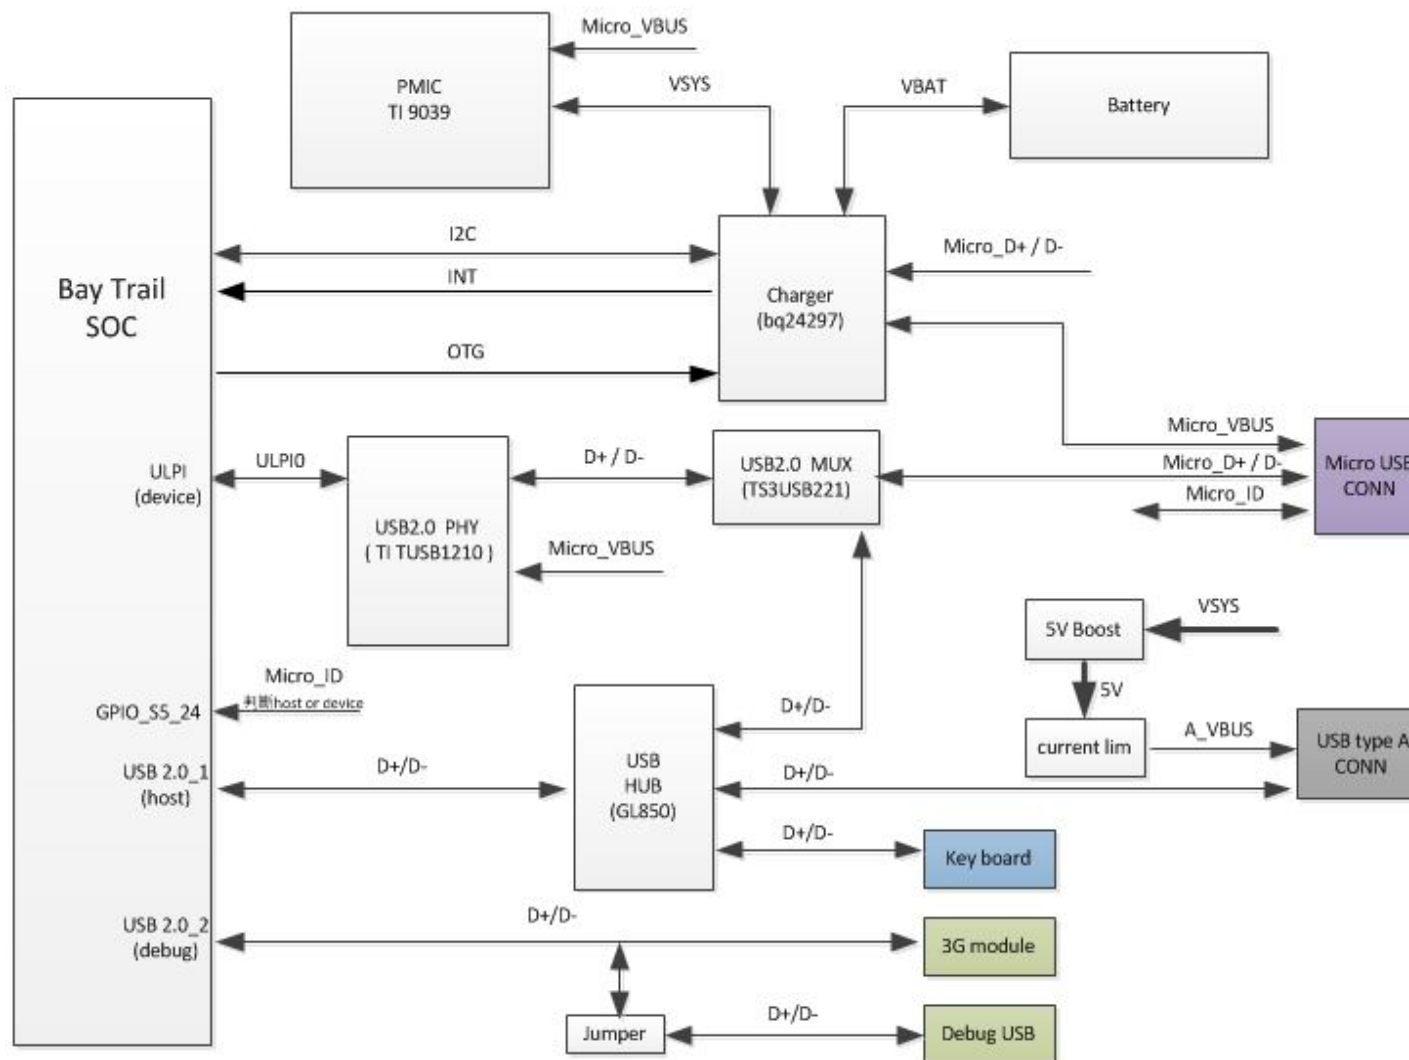 Micro_VBUS
PMIC
TI 9039
VSYS
VBAT
Battery
I2C
Micro_D+ / D-
INT
Bay Trail
SOC
Charger
(bq24297)
OTG
Micro_VBUS
ULPI
(device)
ULPI0
D+ / D-
USB2.0 MUX
(TS3USB221)
Micro_D+ / D-
Micro USB
CONN
Micro_ID
USB2.0 PHY
( TI TUSB1210 )
Micro_VBUS
VSYS
5V Boost
5V
Micro_ID
判斷host or device
GPIO_S5_24
D+/D-
A_VBUS
current lim
USB type A
CONN
USB 2.0_1
(host)
D+/D-
USB
HUB
(GL850)
D+/D-
D+/D-
Key board
USB 2.0_2
(debug)
D+/D-
3G module
Jumper
D+/D-
Debug USB